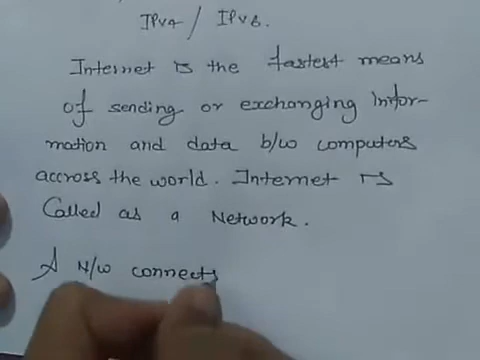 IPv4 / IPv6.
Internet is the fastest means
of sending or exchanging infor-
mation and data b/w computers
accross the world. Internet is
Called as a Network.
A N/w connects